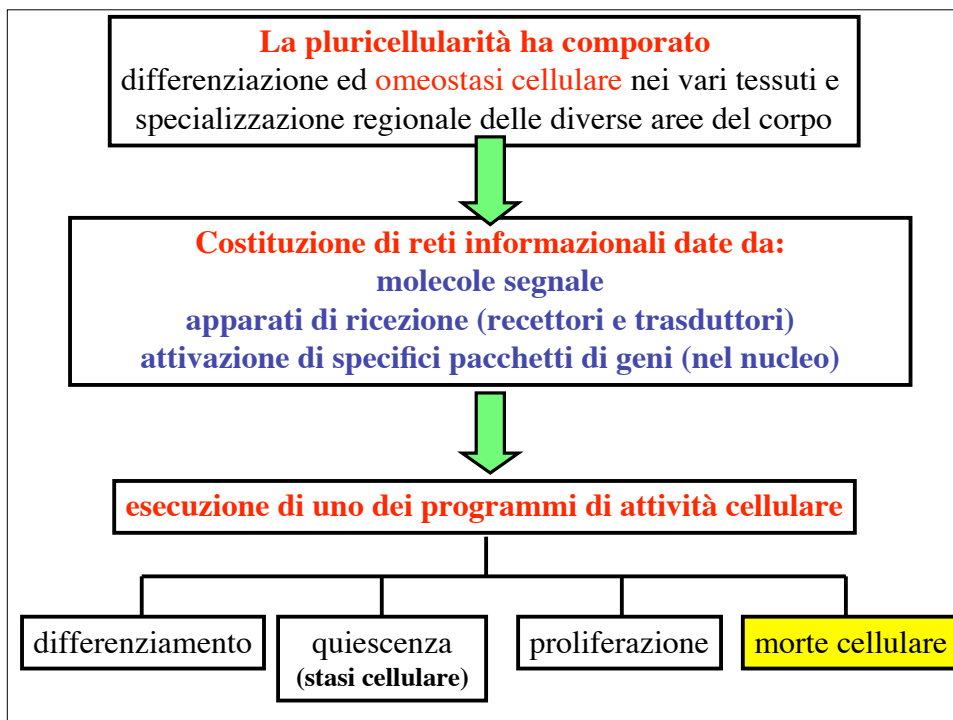 La pluricellularità ha comporato
differenziazione ed omeostasi cellulare nei vari tessuti e
specializzazione regionale delle diverse aree del corpo
Costituzione di reti informazionali date da:
molecole segnale
apparati di ricezione (recettori e trasduttori)
attivazione di specifici pacchetti di geni (nel nucleo)
esecuzione di uno dei programmi di attività cellulare
differenziamento
quiescenza
(stasi cellulare)
proliferazione
morte cellulare